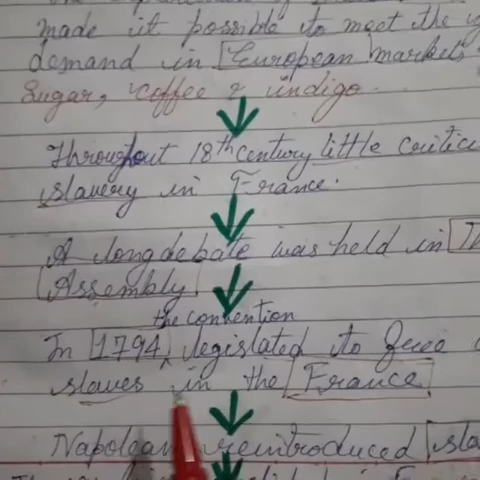 made it possible to meet the
demand in European markets
Sugar, coffee & indigo
Throughout 18th century little
slavery in France.
A long debate was held in
Assembly
the convention
In 1794, legislated to free
slaves in the France
Napolean reintroduced